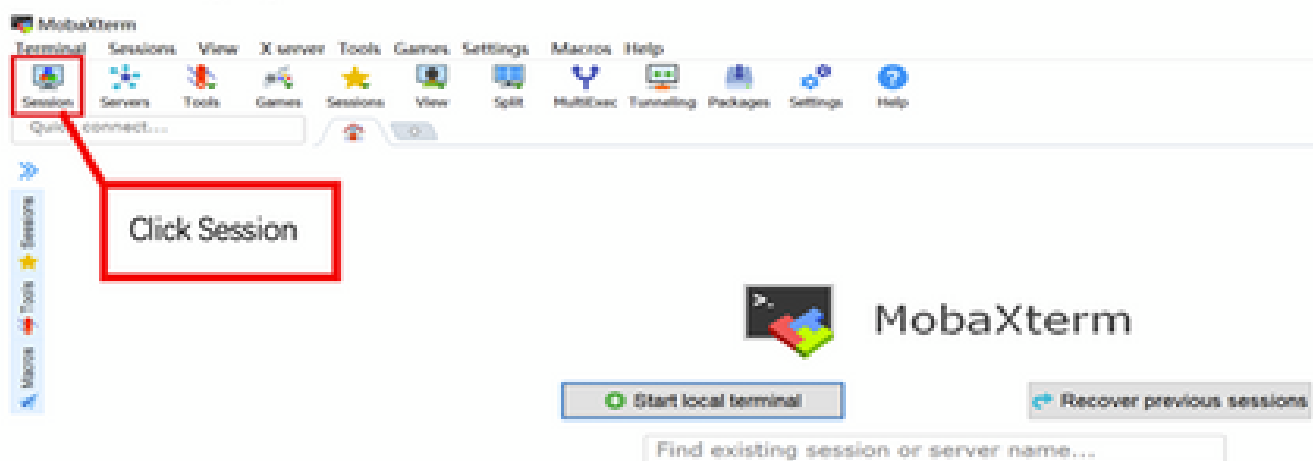 MobaXterm
Terminal Sessions View X server Tools Games Settings Macros Help
Session Servers Tools Games Sessions View Split MultiExec Tunneling Packages Settings Help
Quick connect...
Click Session
Sessions
Tools
Macros
MobaXterm
Start local terminal Recover previous sessions
Find existing session or server name...